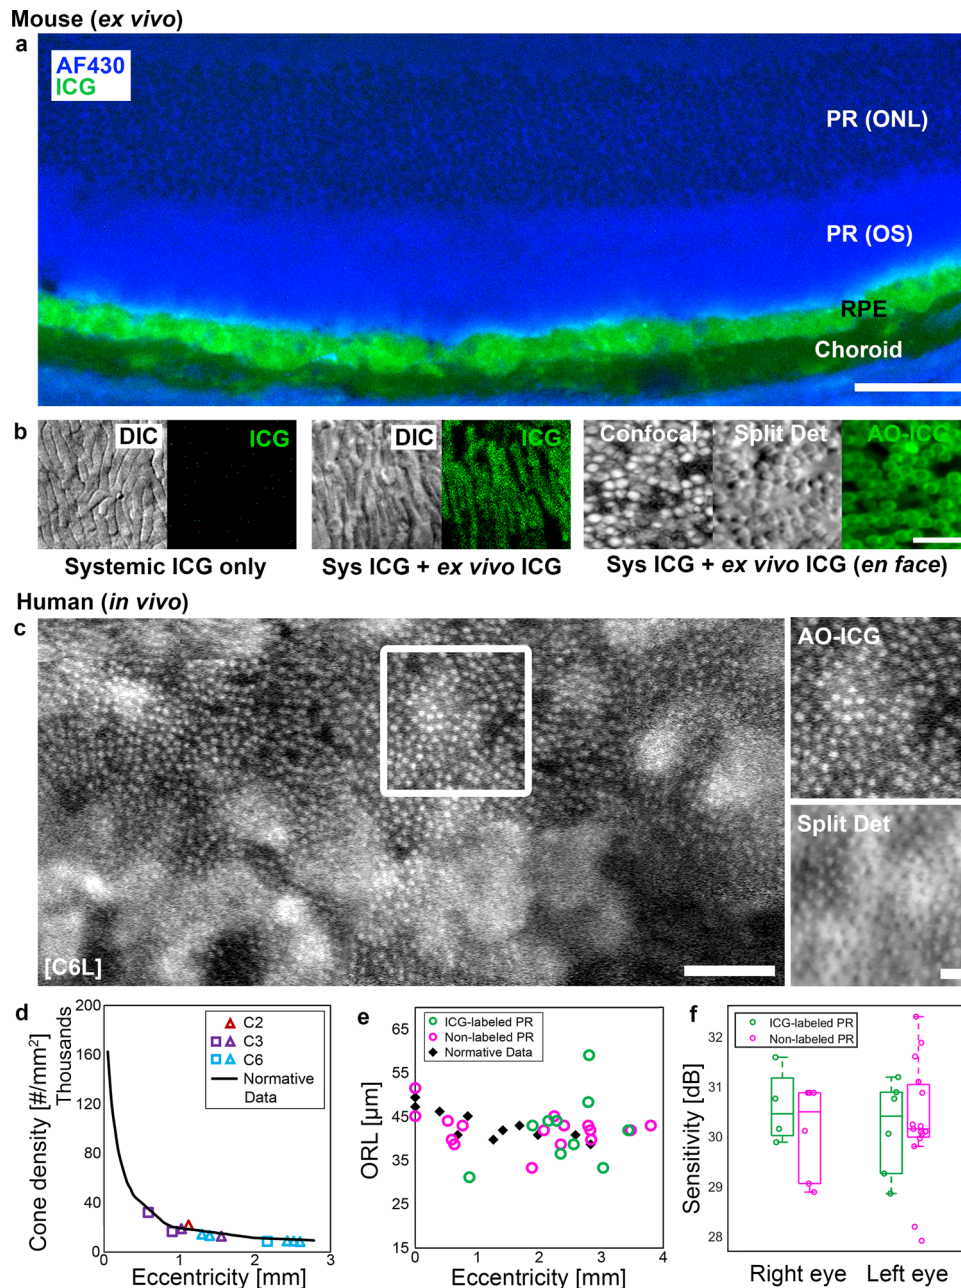 Mouse (ex vivo)
a
AF430
ICG
PR (ONL)
PR (OS)
RPE
Choroid
b
DIC
ICG
DIC
ICG
Confocal
Split Det
AO-ICG
Systemic ICG only
Sys ICG + ex vivo ICG
Sys ICG + ex vivo ICG (en face)
Human (in vivo)
c
AO-ICG
Split Det
[C6L]
d
Cone density [#/mm²]
Thousands
200
160
120
80
40
0
0
1
2
3
Eccentricity [mm]
C2
C3
C6
Normative
Data
e
ORL [µm]
65
55
45
35
25
15
0
1
2
3
4
Eccentricity [mm]
ICG-labeled PR
Non-labeled PR
Normative Data
f
Sensitivity [dB]
32
31
30
29
28
ICG-labeled PR
Non-labeled PR
Right eye
Left eye